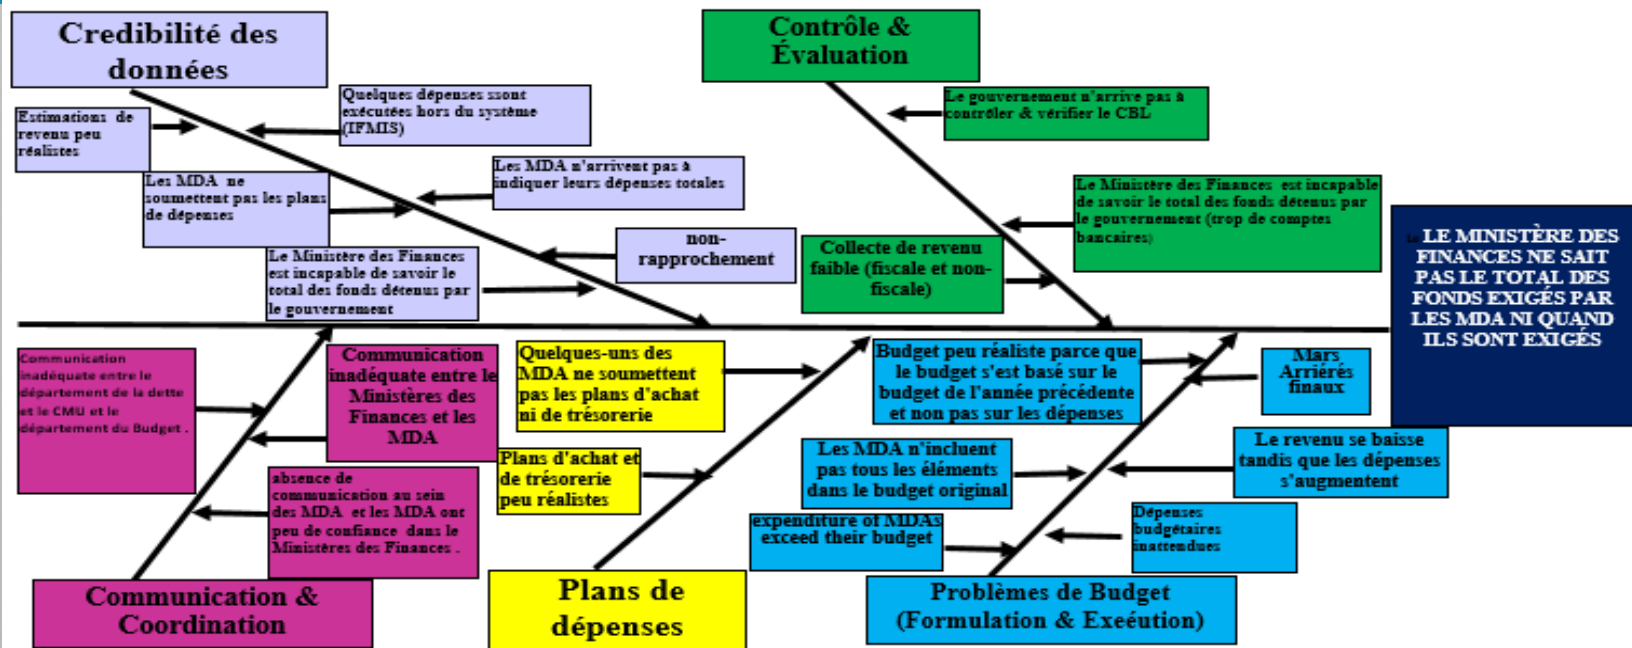 Credibilité des
données
Contrôle &
Évaluation
Estimations de
revenu peu
réalistes
Quelques dépenses ssont
exécutées hors du système
(IFMIS)
Les MDA ne
soumettent pas les plans
de dépenses
Les MDA n'arrivent pas à
indiquer leurs dépenses totales
Le Ministère des Finances
est incapable de savoir le
total des fonds détenus par
le gouvernement
non-
rapprochement
Le gouvernement n'arrive pas à
contrôler & vérifier le CBL
Le Ministère des Finances est incapable
de savoir le total des fonds détenus par
le gouvernement (trop de comptes
bancaires)
Collecte de revenu
faible (fiscale et non-
fiscale)
LE MINISTÈRE DES
FINANCES NE SAIT
PAS LE TOTAL DES
FONDS EXIGÉS PAR
LES MDA NI QUAND
ILS SONT EXIGÉS
Communication
inadéquate entre le
département de la dette
et le CMU et le
département du Budget .
Communication
inadéquate entre le
Ministères des
Finances et les
MDA
absence de
communication au sein
des MDA et les MDA ont
peu de confiance dans le
Ministères des Finances .
Communication &
Coordination
Quelques-uns des
MDA ne soumettent
pas les plans d'achat
ni de trésorerie
Plans d'achat et
de trésorerie
peu réalistes
Plans de
dépenses
Budget peu réaliste parce que
le budget s'est basé sur le
budget de l'année précédente
et non pas sur les dépenses
Mars
Arriérés
finaux
Les MDA n'incluent
pas tous les éléments
dans le budget original
Le revenu se baisse
tandis que les dépenses
s'augmentent
expenditure of MDAs
exceed their budget
Dépenses
budgétaires
inattendues
Problèmes de Budget
(Formulation & Exeéution)